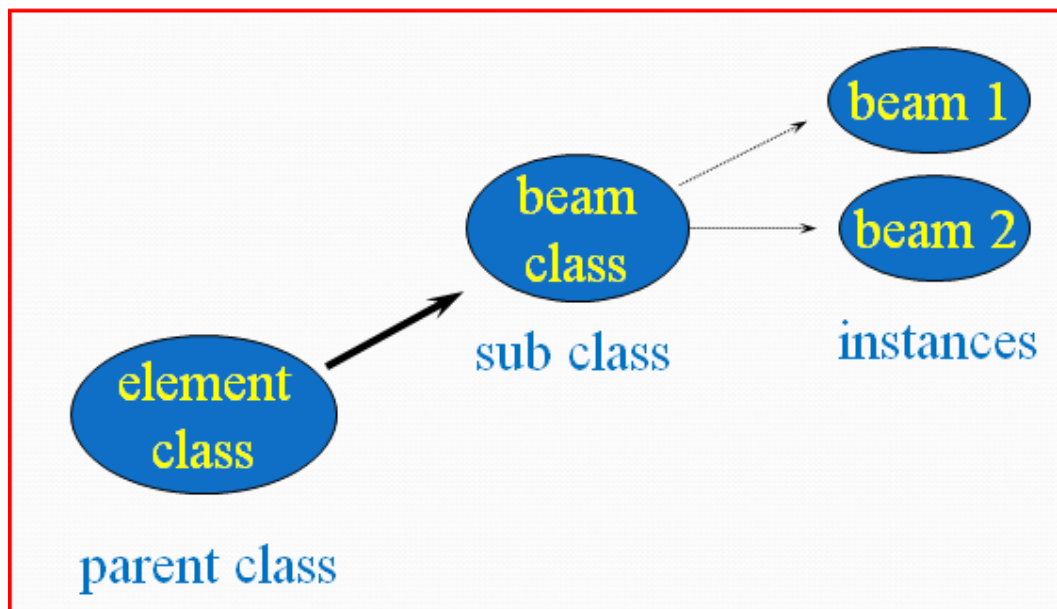 beam 1
beam
class
beam 2
sub class
instances
element
class
parent class